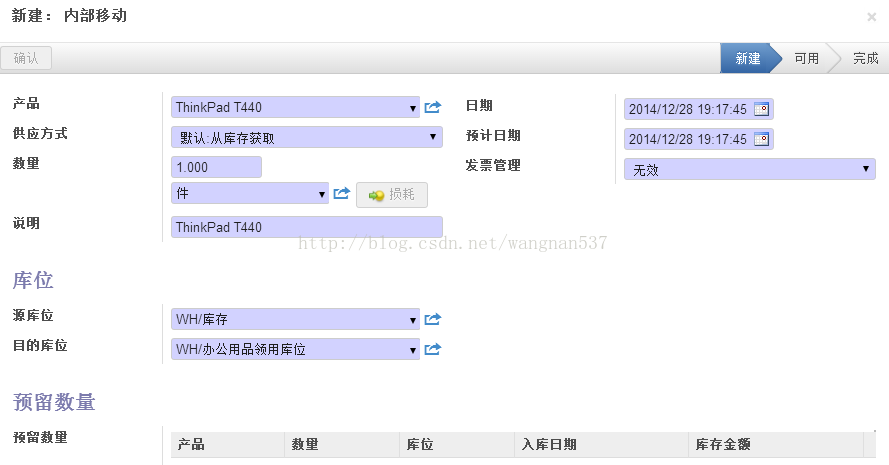 新建： 内部移动 ×
确认 新建 可用 完成
产品 ThinkPad T440 日期 2014/12/28 19:17:45
供应方式 默认:从库存获取 预计日期 2014/12/28 19:17:45
数量 1.000 发票管理 无效
件 损耗
说明 ThinkPad T440
http://blog.csdn.net/wangnan537
库位
源库位 WH/库存
目的库位 WH/办公用品领用库位
预留数量
预留数量 产品 数量 库位 入库日期 库存金额